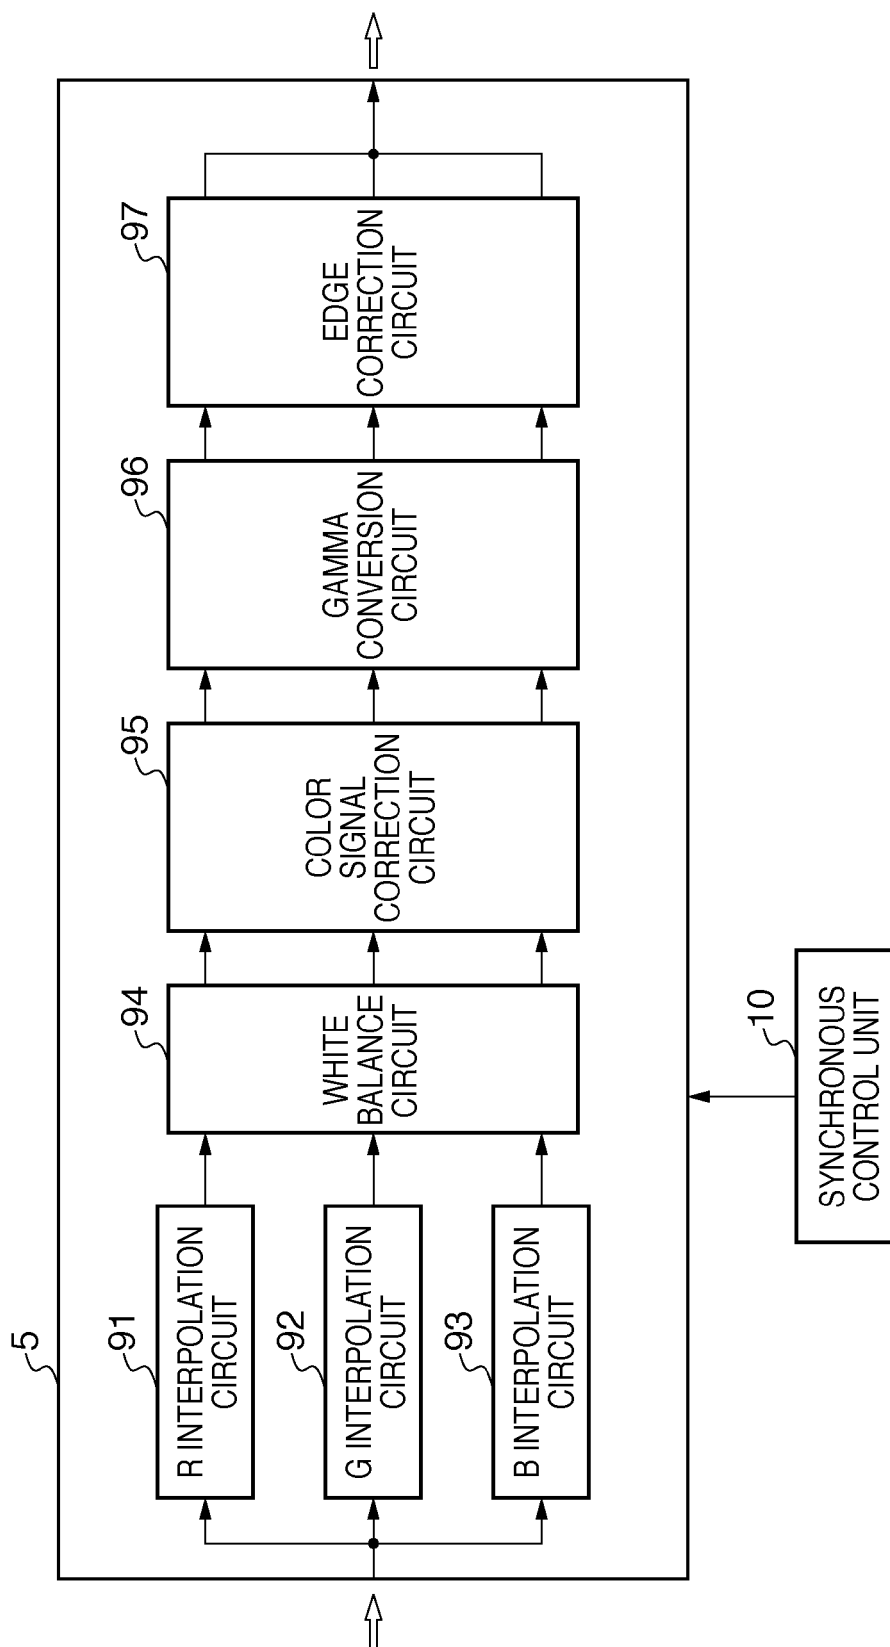 5
91
R INTERPOLATION
CIRCUIT
92
G INTERPOLATION
CIRCUIT
93
B INTERPOLATION
CIRCUIT
94
WHITE
BALANCE
CIRCUIT
95
COLOR
SIGNAL
CORRECTION
CIRCUIT
96
GAMMA
CONVERSION
CIRCUIT
97
EDGE
CORRECTION
CIRCUIT
10
SYNCHRONOUS
CONTROL UNIT